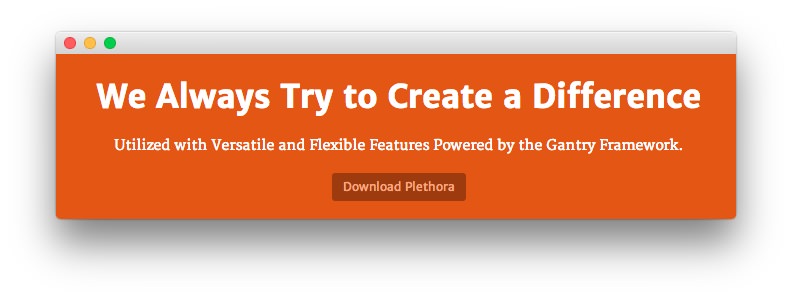 We Always Try to Create a Difference
Utilized with Versatile and Flexible Features Powered by the Gantry Framework.
Download Plethora